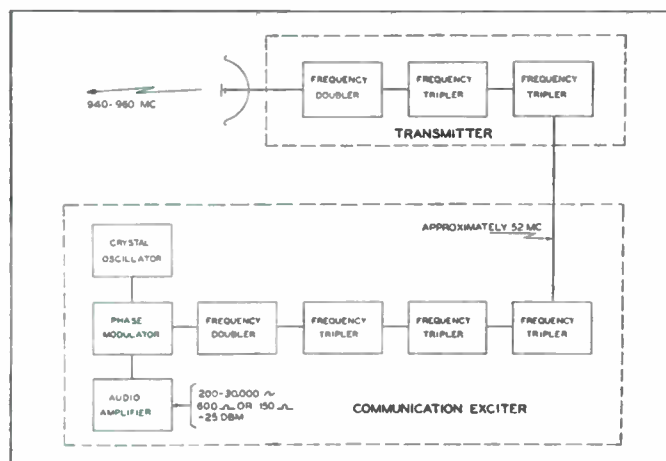 FREQUENCY
DOUBLER
FREQUENCY
TRIPLER
FREQUENCY
TRIPLER
940-960 MC
TRANSMITTER
APPROXIMATELY 52 MC
CRYSTAL
OSCILLATOR
PHASE
MODULATOR
FREQUENCY
DOUBLER
FREQUENCY
TRIPLER
FREQUENCY
TRIPLER
FREQUENCY
TRIPLER
AUDIO
AMPLIFIER
200-30,000 ~
600 OR 150
-25 DBM
COMMUNICATION EXCITER